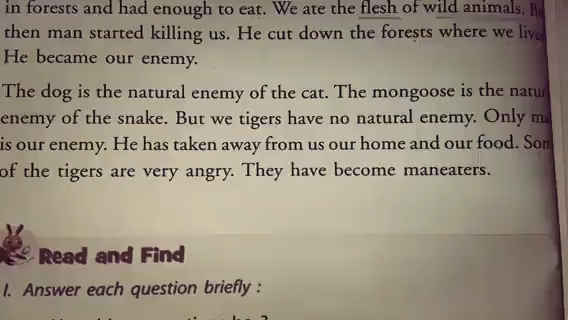 in forests and had enough to eat. We ate the flesh of wild animals.
then man started killing us. He cut down the forests where we
He became our enemy.
The dog is the natural enemy of the cat. The mongoose is the
enemy of the snake. But we tigers have no natural enemy. Only
is our enemy. He has taken away from us our home and our food.
of the tigers are very angry. They have become maneaters.
Read and Find
I. Answer each question briefly :